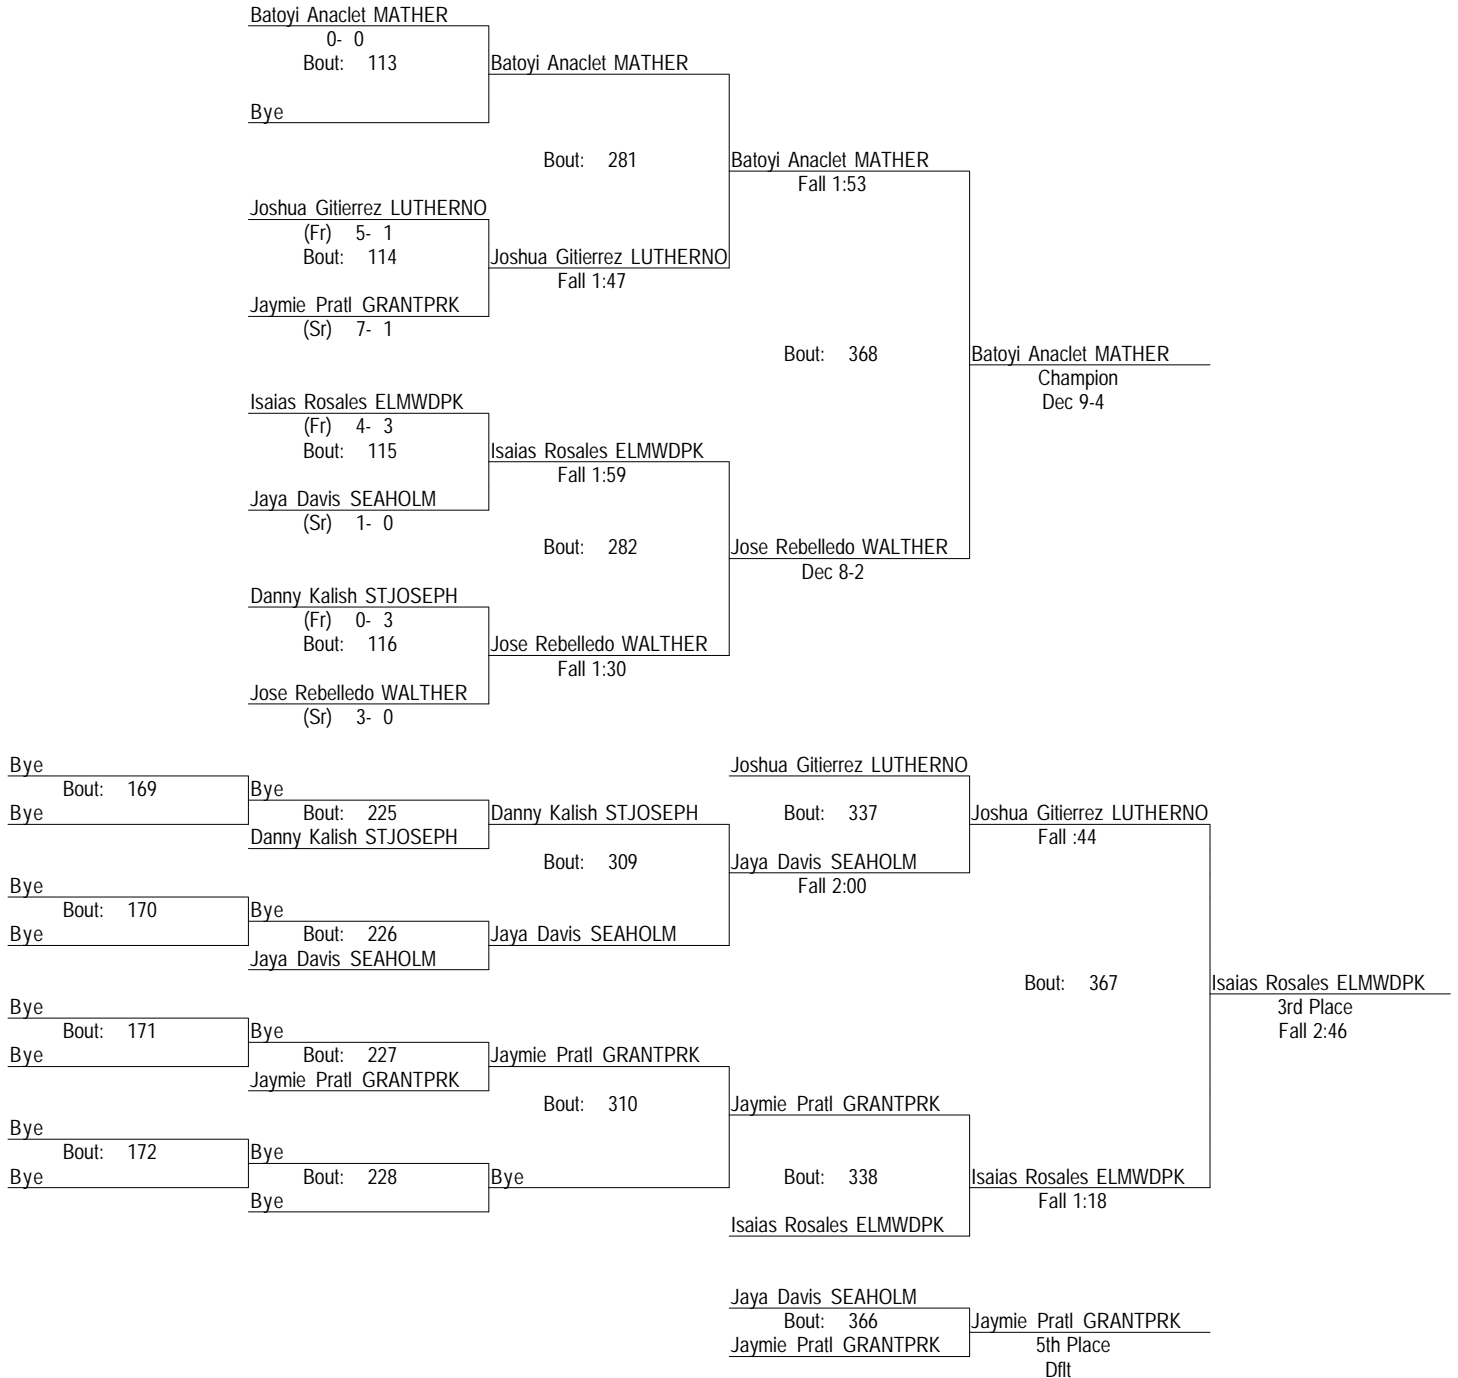 Batoyi Anaclet MATHER
0- 0
Bout: 113
Batoyi Anaclet MATHER
Bye
Bout: 281
Batoyi Anaclet MATHER
Fall 1:53
Joshua Gitierrez LUTHERNO
(Fr) 5- 1
Bout: 114
Joshua Gitierrez LUTHERNO
Fall 1:47
Jaymie Pratl GRANTPRK
(Sr) 7- 1
Bout: 368
Batoyi Anaclet MATHER
Champion
Dec 9-4
Isaias Rosales ELMWDPK
(Fr) 4- 3
Bout: 115
Isaias Rosales ELMWDPK
Fall 1:59
Jaya Davis SEAHOLM
(Sr) 1- 0
Bout: 282
Jose Rebelledo WALTHER
Dec 8-2
Danny Kalish STJOSEPH
(Fr) 0- 3
Bout: 116
Jose Rebelledo WALTHER
Fall 1:30
Jose Rebelledo WALTHER
(Sr) 3- 0
Bye
Bout: 169
Bye
Bye
Bout: 225
Danny Kalish STJOSEPH
Danny Kalish STJOSEPH
Bout: 309
Joshua Gitierrez LUTHERNO
Bout: 337
Jaya Davis SEAHOLM
Fall 2:00
Joshua Gitierrez LUTHERNO
Fall :44
Bye
Bout: 170
Bye
Bye
Bout: 226
Jaya Davis SEAHOLM
Jaya Davis SEAHOLM
Bout: 367
Isaias Rosales ELMWDPK
3rd Place
Fall 2:46
Bye
Bout: 171
Bye
Bye
Bout: 227
Jaymie Pratl GRANTPRK
Jaymie Pratl GRANTPRK
Bout: 310
Jaymie Pratl GRANTPRK
Bye
Bout: 172
Bye
Bye
Bout: 228
Bye
Bye
Bout: 338
Isaias Rosales ELMWDPK
Isaias Rosales ELMWDPK
Fall 1:18
Jaya Davis SEAHOLM
Bout: 366
Jaymie Pratl GRANTPRK
Jaymie Pratl GRANTPRK
5th Place
Dflt